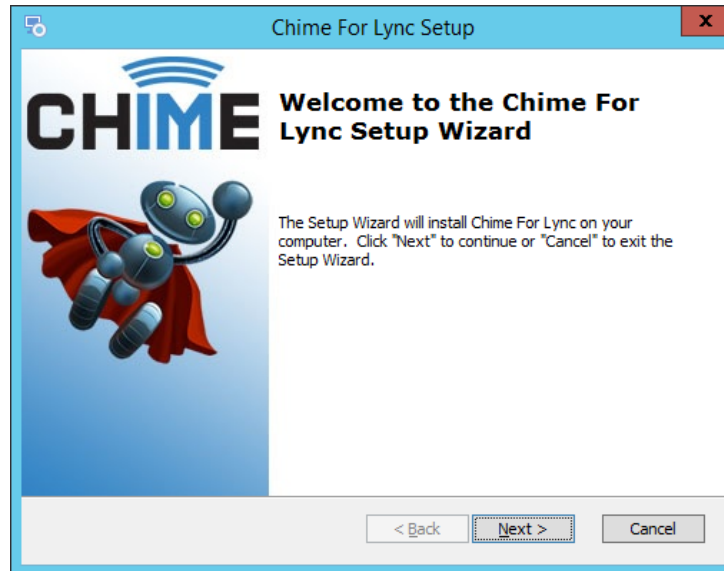 Chime For Lync Setup
x
CHIME
Welcome to the Chime For
Lync Setup Wizard
The Setup Wizard will install Chime For Lync on your
computer.  Click "Next" to continue or "Cancel" to exit the
Setup Wizard.
< Back Next > Cancel